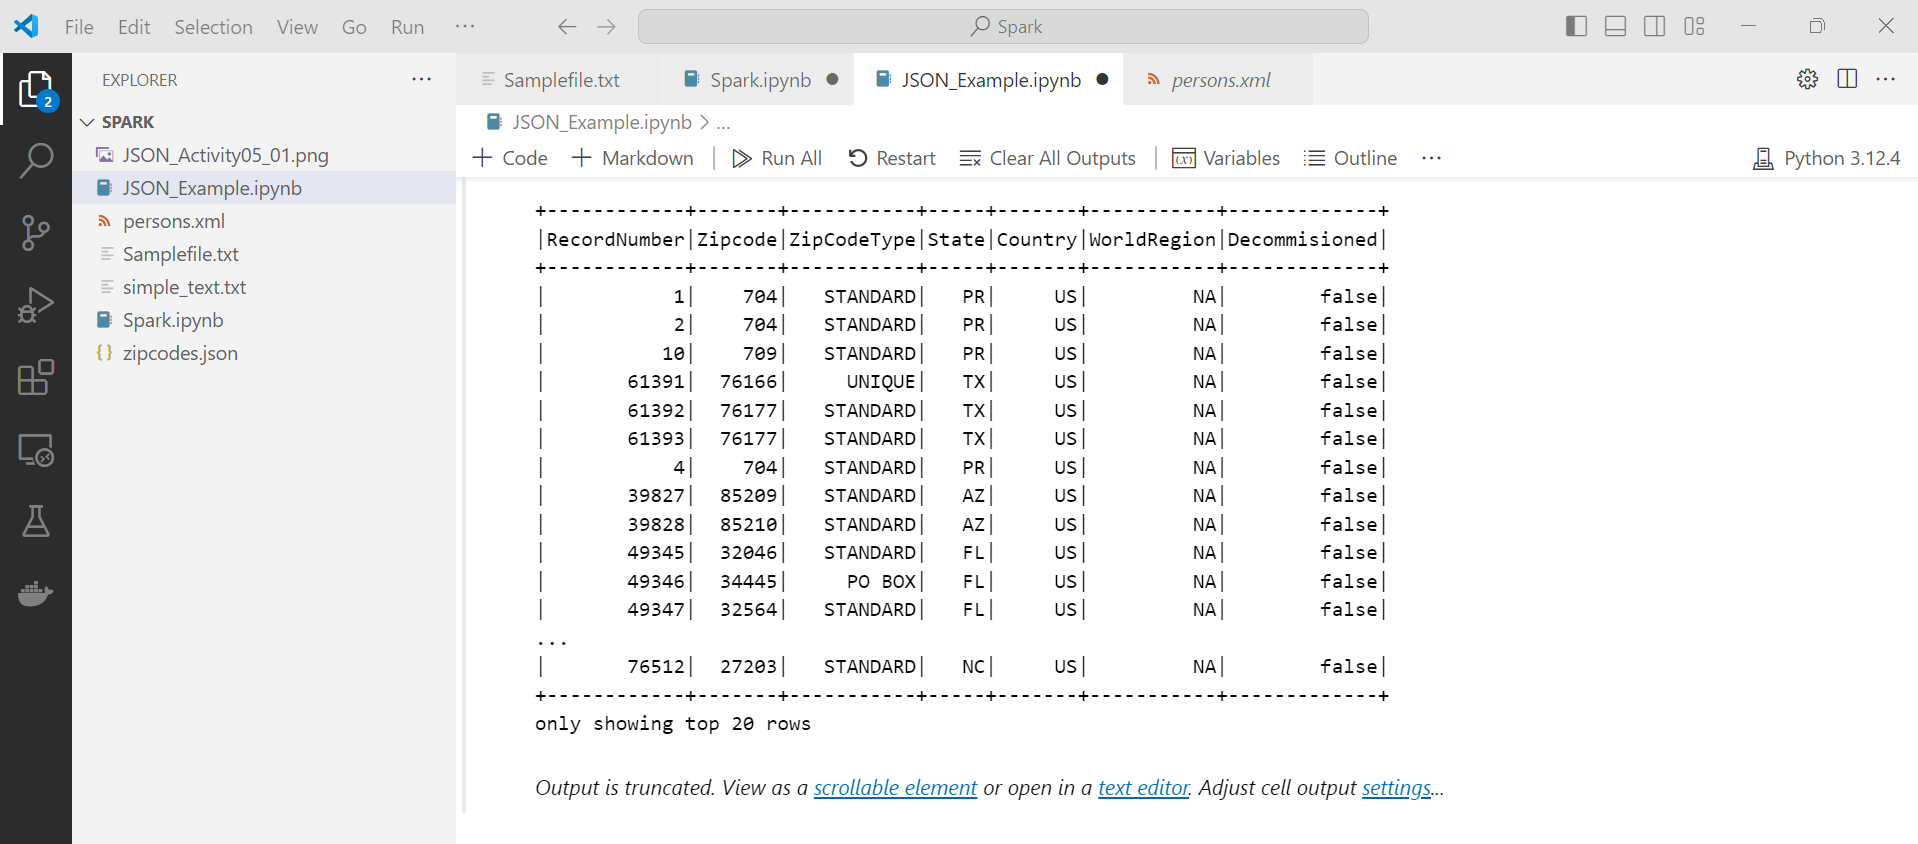 File Edit Selection View Go Run ··· Spark
2
EXPLORER ···
SPARK
JSON_Activity05_01.png
JSON_Example.ipynb
persons.xml
Samplefile.txt
simple_text.txt
Spark.ipynb
{} zipcodes.json
Samplefile.txt Spark.ipynb ● JSON_Example.ipynb ● persons.xml ···
JSON_Example.ipynb > ...
+ Code + Markdown | Run All Restart Clear All Outputs | (x) Variables Outline ··· Python 3.12.4
+------------+-------+-----------+-----+-------+-----------+-------------+
|RecordNumber|Zipcode|ZipCodeType|State|Country|WorldRegion|Decommisioned|
+------------+-------+-----------+-----+-------+-----------+-------------+
|           1|    704|   STANDARD|   PR|     US|         NA|        false|
|           2|    704|   STANDARD|   PR|     US|         NA|        false|
|          10|    709|   STANDARD|   PR|     US|         NA|        false|
|       61391|  76166|     UNIQUE|   TX|     US|         NA|        false|
|       61392|  76177|   STANDARD|   TX|     US|         NA|        false|
|       61393|  76177|   STANDARD|   TX|     US|         NA|        false|
|           4|    704|   STANDARD|   PR|     US|         NA|        false|
|       39827|  85209|   STANDARD|   AZ|     US|         NA|        false|
|       39828|  85210|   STANDARD|   AZ|     US|         NA|        false|
|       49345|  32046|   STANDARD|   FL|     US|         NA|        false|
|       49346|  34445|     PO BOX|   FL|     US|         NA|        false|
|       49347|  32564|   STANDARD|   FL|     US|         NA|        false|
...
|       76512|  27203|   STANDARD|   NC|     US|         NA|        false|
+------------+-------+-----------+-----+-------+-----------+-------------+
only showing top 20 rows
Output is truncated. View as a scrollable element or open in a text editor. Adjust cell output settings...